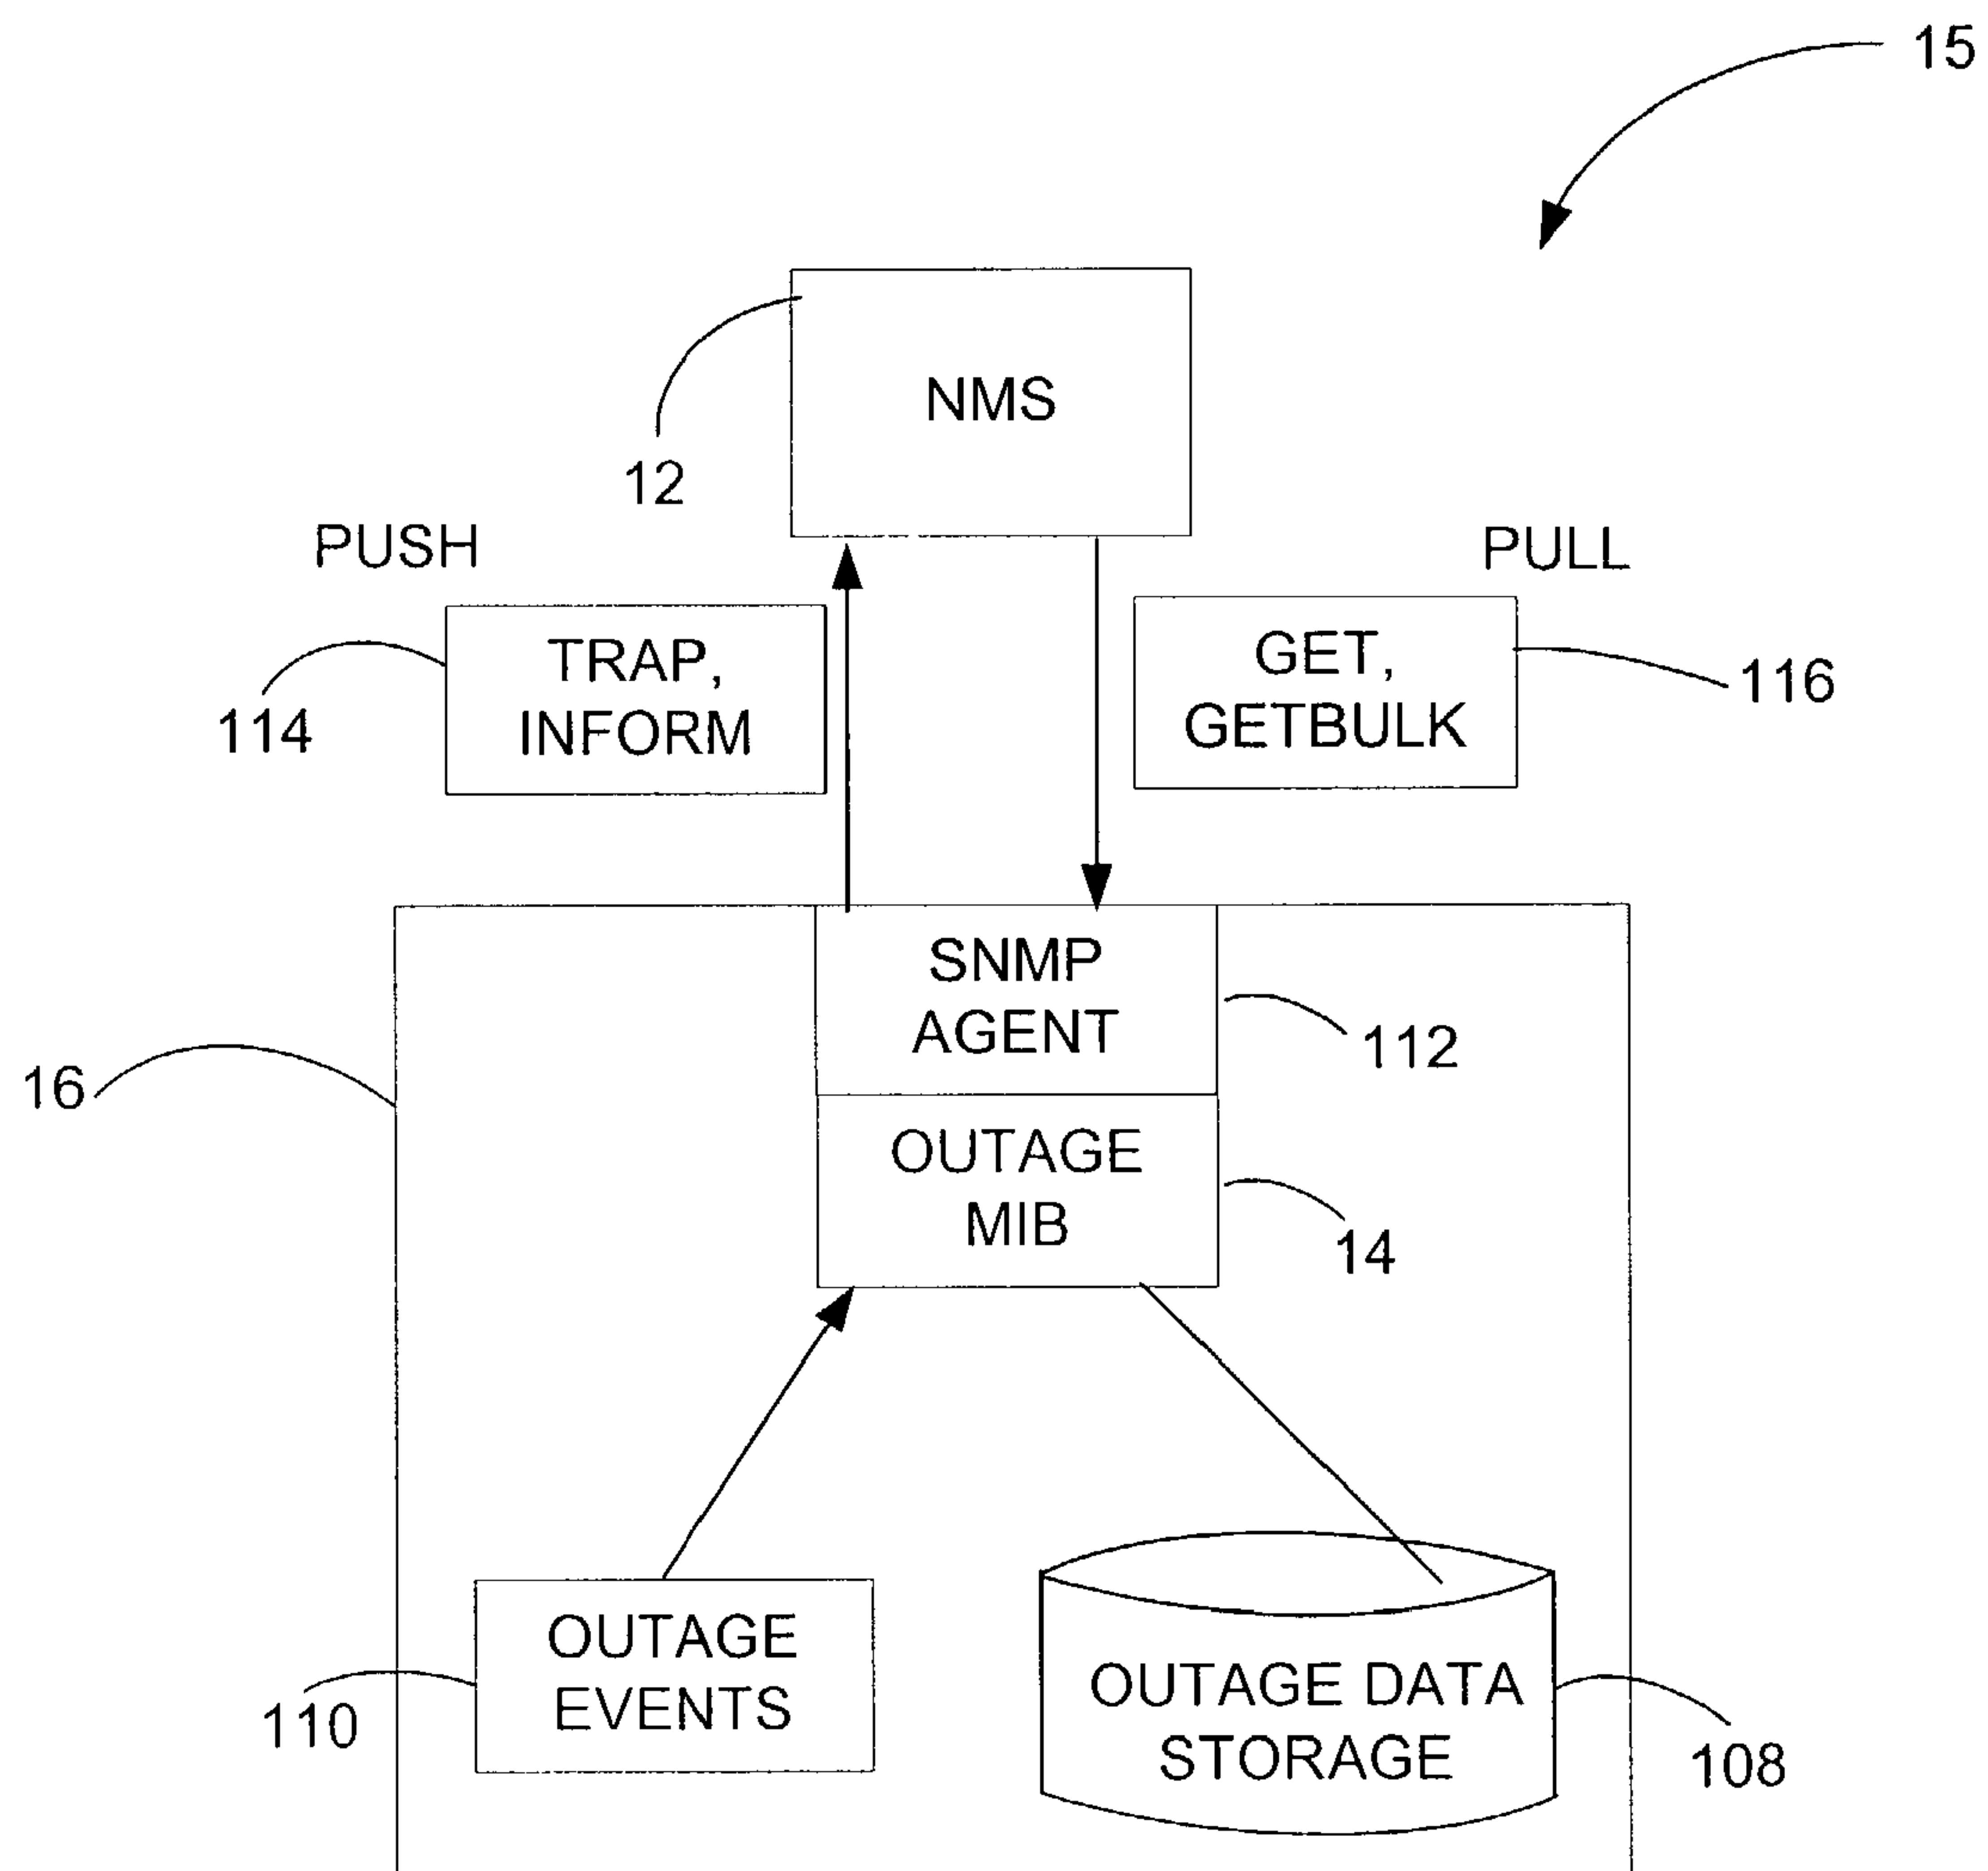 15
NMS
12
PUSH
PULL
TRAP,
INFORM
GET,
GETBULK
114
116
SNMP
AGENT
112
16
OUTAGE
MIB
14
OUTAGE
EVENTS
110
OUTAGE DATA
STORAGE
108